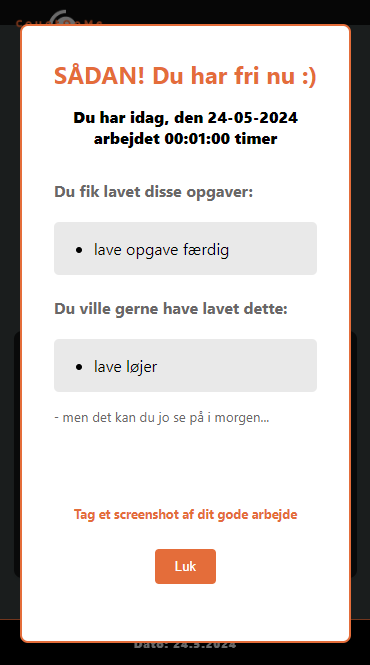 SÅDAN! Du har fri nu :)
Du har idag, den 24-05-2024
arbejdet 00:01:00 timer
Du fik lavet disse opgaver:
lave opgave færdig
Du ville gerne have lavet dette:
lave løjer
- men det kan du jo se på i morgen...
Tag et screenshot af dit gode arbejde
Luk
Dato: 24.5.2024